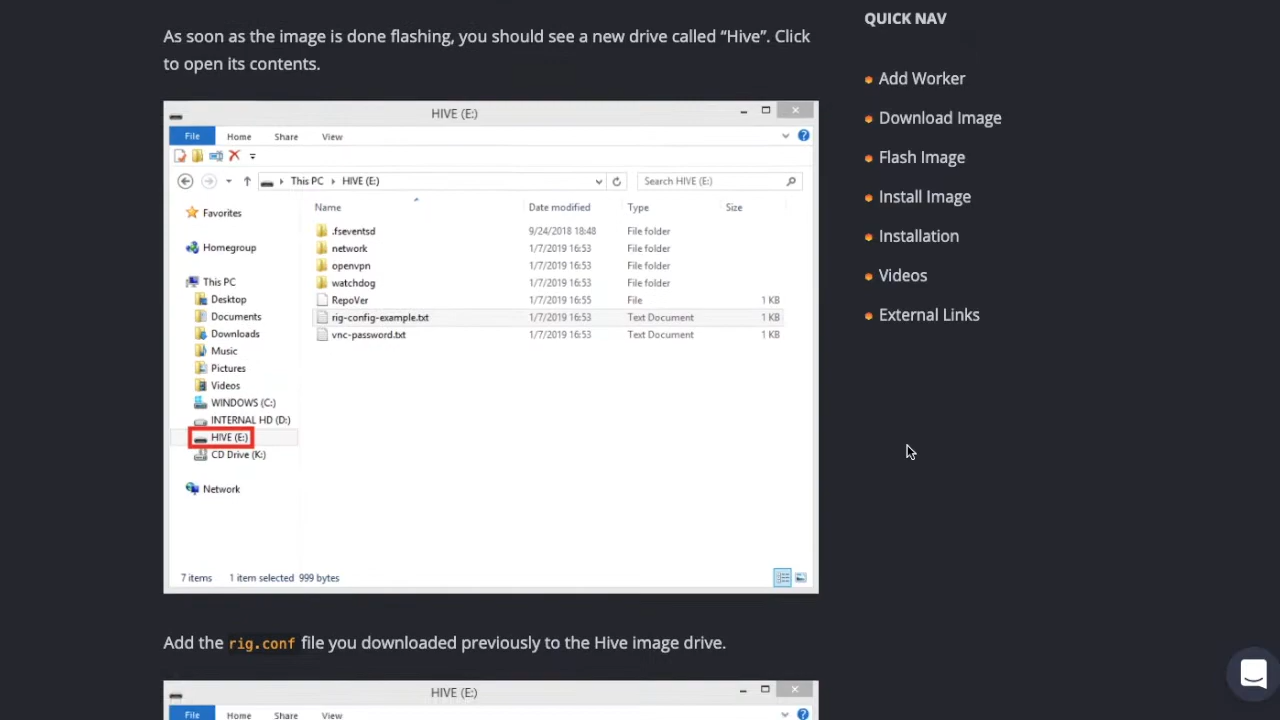 As soon as the image is done flashing, you should see a new drive called “Hive”. Click
to open its contents.
HIVE (E:)
File Home Share View
This PC HIVE (E:) Search HIVE (E:)
Name Date modified Type Size
Favorites
Homegroup
This PC
Desktop
Documents
Downloads
Music
Pictures
Videos
WINDOWS (C:)
INTERNAL HD (D:)
HIVE (E:)
CD Drive (K:)
Network
.fseventsd 9/24/2018 18:48 File folder
network 1/7/2019 16:53 File folder
openvpn 1/7/2019 16:53 File folder
watchdog 1/7/2019 16:53 File folder
RepoVer 1/7/2019 16:55 File 1 KB
rig-config-example.txt 1/7/2019 16:53 Text Document 1 KB
vnc-password.txt 1/7/2019 16:53 Text Document 1 KB
7 items 1 item selected 999 bytes
Add the rig.conf file you downloaded previously to the Hive image drive.
HIVE (E:)
File Home Share View
QUICK NAV
Add Worker
Download Image
Flash Image
Install Image
Installation
Videos
External Links